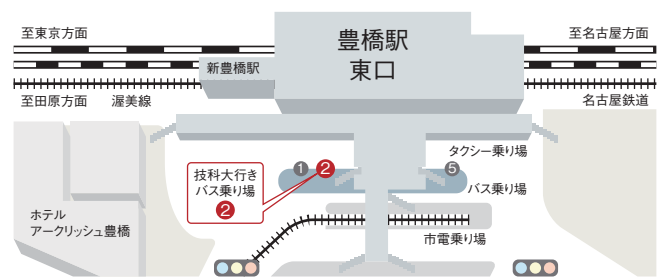 至東京方面
至名古屋方面
豊橋駅
東口
新豊橋駅
至田原方面
渥美線
名古屋鉄道
タクシー乗り場
技科大行き
バス乗り場
2
1
2
5
バス乗り場
ホテル
アークリッシュ豊橋
市電乗り場